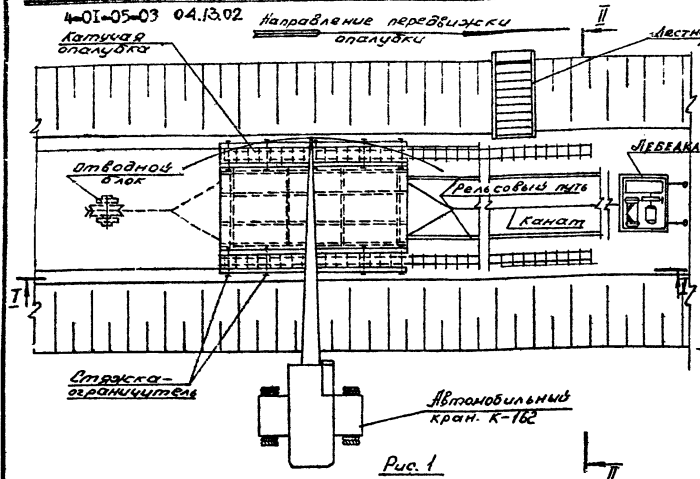 4-01-05-03 04.13.02
Направление передвижки
опалубки
II
Катучая
опалубка
Лестн
Отводной
блок
Лебедка
Рельсовый путь
Канат
I
I
Стяжка-
ограничитель
Автомобильный
кран. К-162
Рис. 1
II